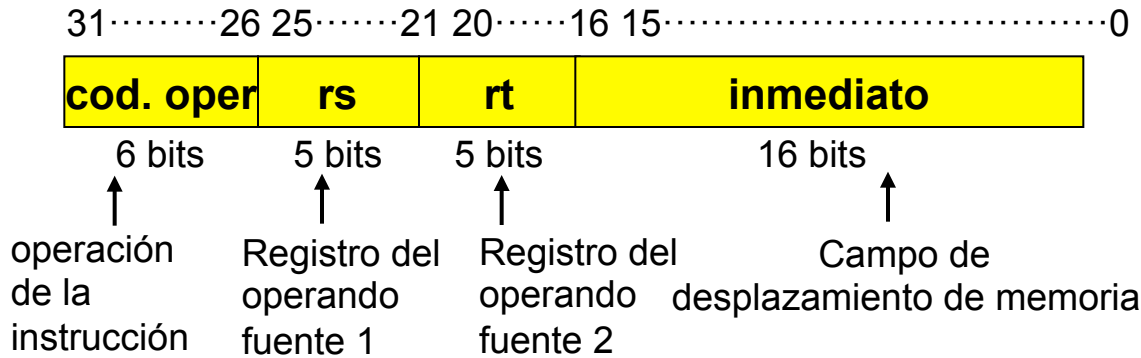 31·········26 25·······21 20······16 15···································0
cod. oper rs rt inmediato
6 bits 5 bits 5 bits 16 bits
operación Registro del Registro del Campo de
de la operando operando desplazamiento de memoria
instrucción fuente 1 fuente 2